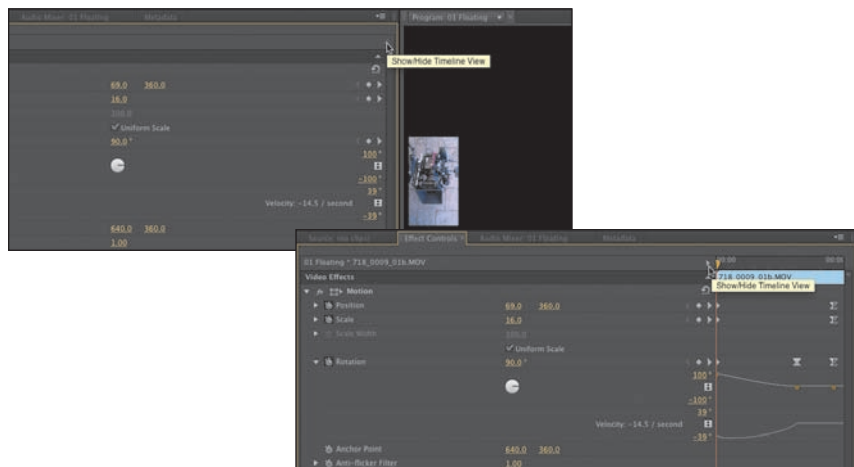 Audio Mixer: 01 Floating Metadata
Program: 01 Floating
Show/Hide Timeline View
69.0 360.0
16.0
100.0
Uniform Scale
90.0 °
100 °
-100 °
39 °
Velocity: -14.5 / second
-39 °
640.0 360.0
1.00
Source: (no clips) Effect Controls Audio Mixer: 01 Floating Metadata
01 Floating * 718_0009_01b.MOV
00:00 00:0
Video Effects
718_0009_01b.MOV
Show/Hide Timeline View
fx Motion
Position 69.0 360.0
Scale 16.0
Scale Width 100.0
Uniform Scale
Rotation 90.0 °
100 °
-100 °
39 °
Velocity: -14.5 / second
-39 °
Anchor Point 640.0 360.0
Anti-flicker Filter 1.00